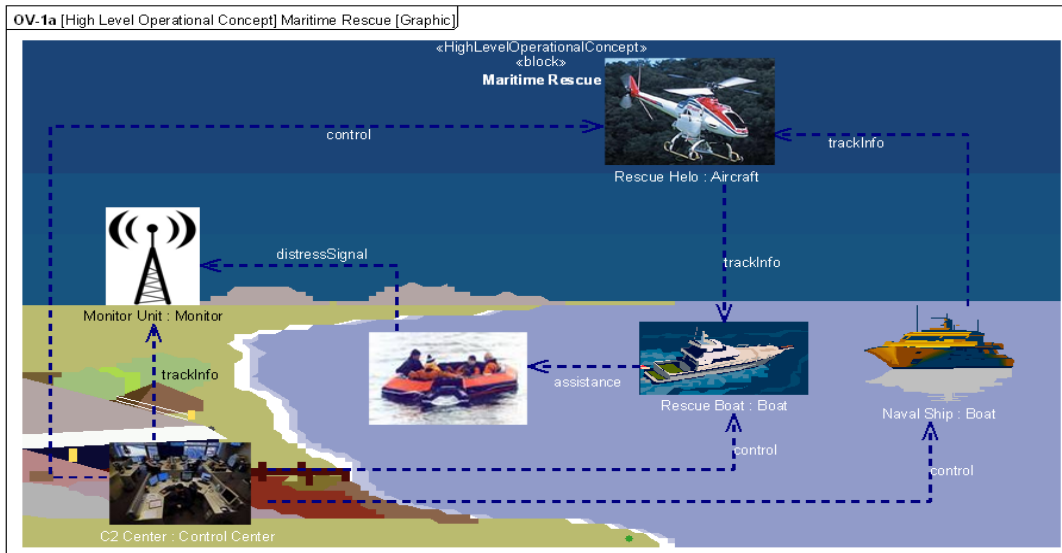 OV-1a [High Level Operational Concept] Maritime Rescue [Graphic]
«HighLevelOperationalConcept»
«block»
Maritime Rescue
control
trackInfo
Rescue Helo : Aircraft
distressSignal
trackInfo
Monitor Unit : Monitor
trackInfo
assistance
Rescue Boat : Boat
Naval Ship : Boat
control
control
C2 Center : Control Center